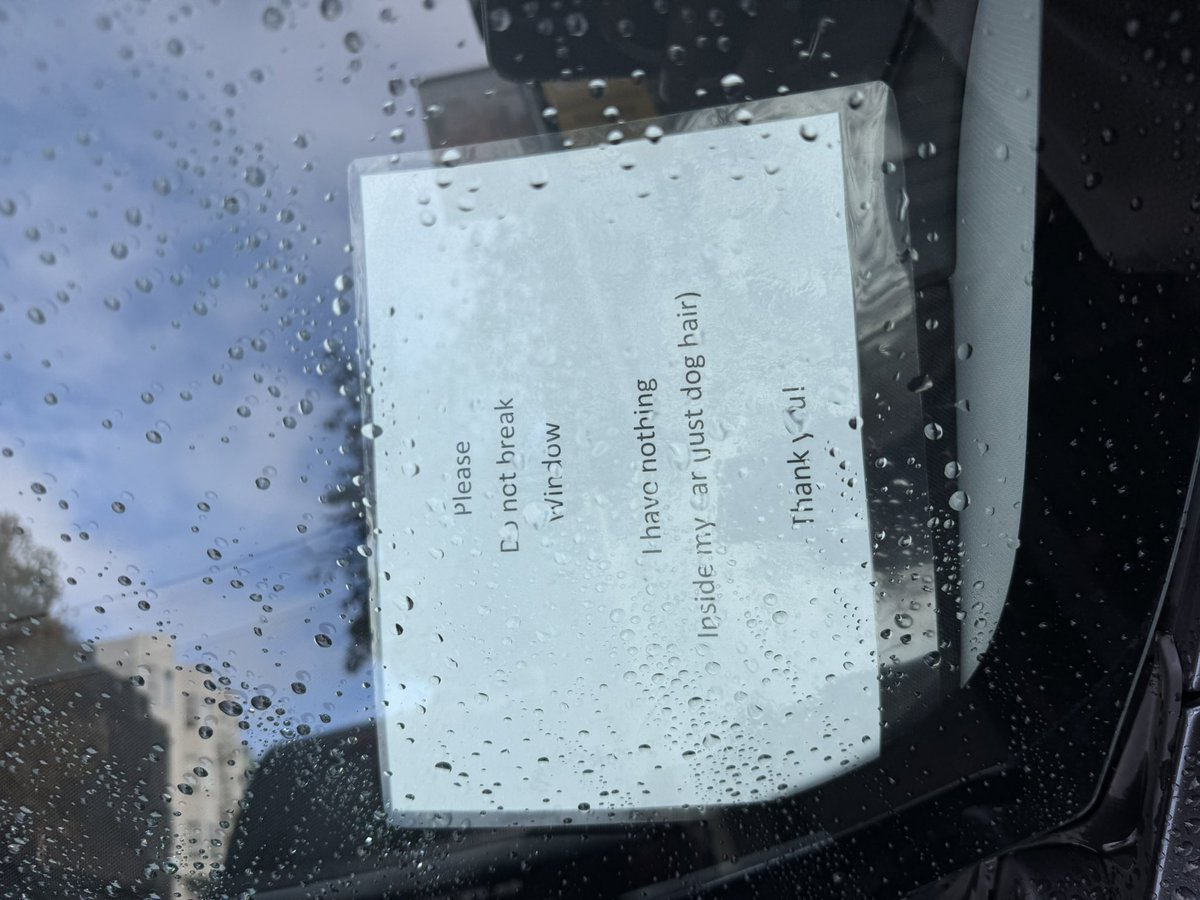 Please
Do not break
Window
I have nothing
Inside my car (just dog hair)
Thank you!